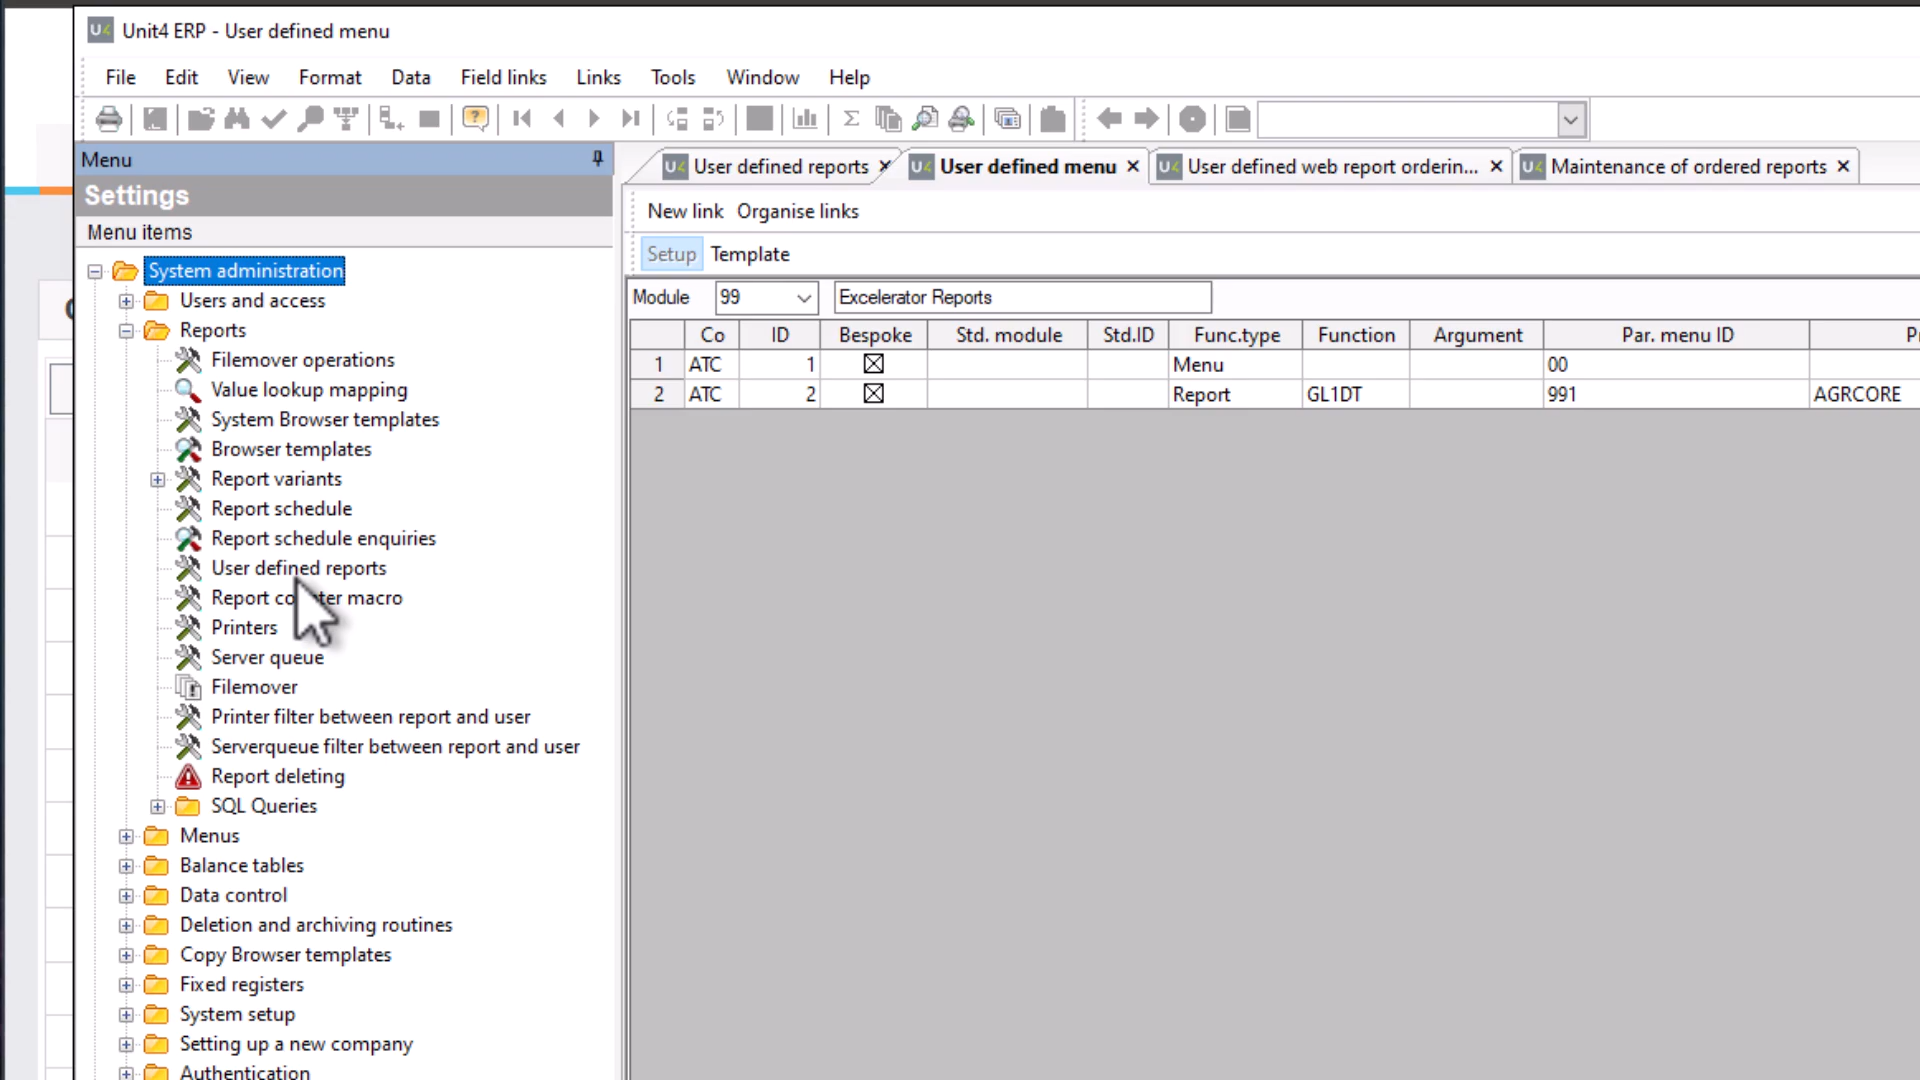 Unit4 ERP - User defined menu
File Edit View Format Data Field links Links Tools Window Help
Menu
Settings
Menu items
System administration
Users and access
Reports
Filemover operations
Value lookup mapping
System Browser templates
Browser templates
Report variants
Report schedule
Report schedule enquiries
User defined reports
Report macro
Printers
Server queue
Filemover
Printer filter between report and user
Serverqueue filter between report and user
Report deleting
SQL Queries
Menus
Balance tables
Data control
Deletion and archiving routines
Copy Browser templates
Fixed registers
System setup
Setting up a new company
Authentication
User defined reports User defined menu User defined web report orderin... Maintenance of ordered reports
New link Organise links
Setup Template
Module 99 Excelerator Reports
Co ID Bespoke Std. module Std.ID Func.type Function Argument Par. menu ID
1 ATC 1 Menu 00
2 ATC 2 Report GL1DT 991 AGRCORE